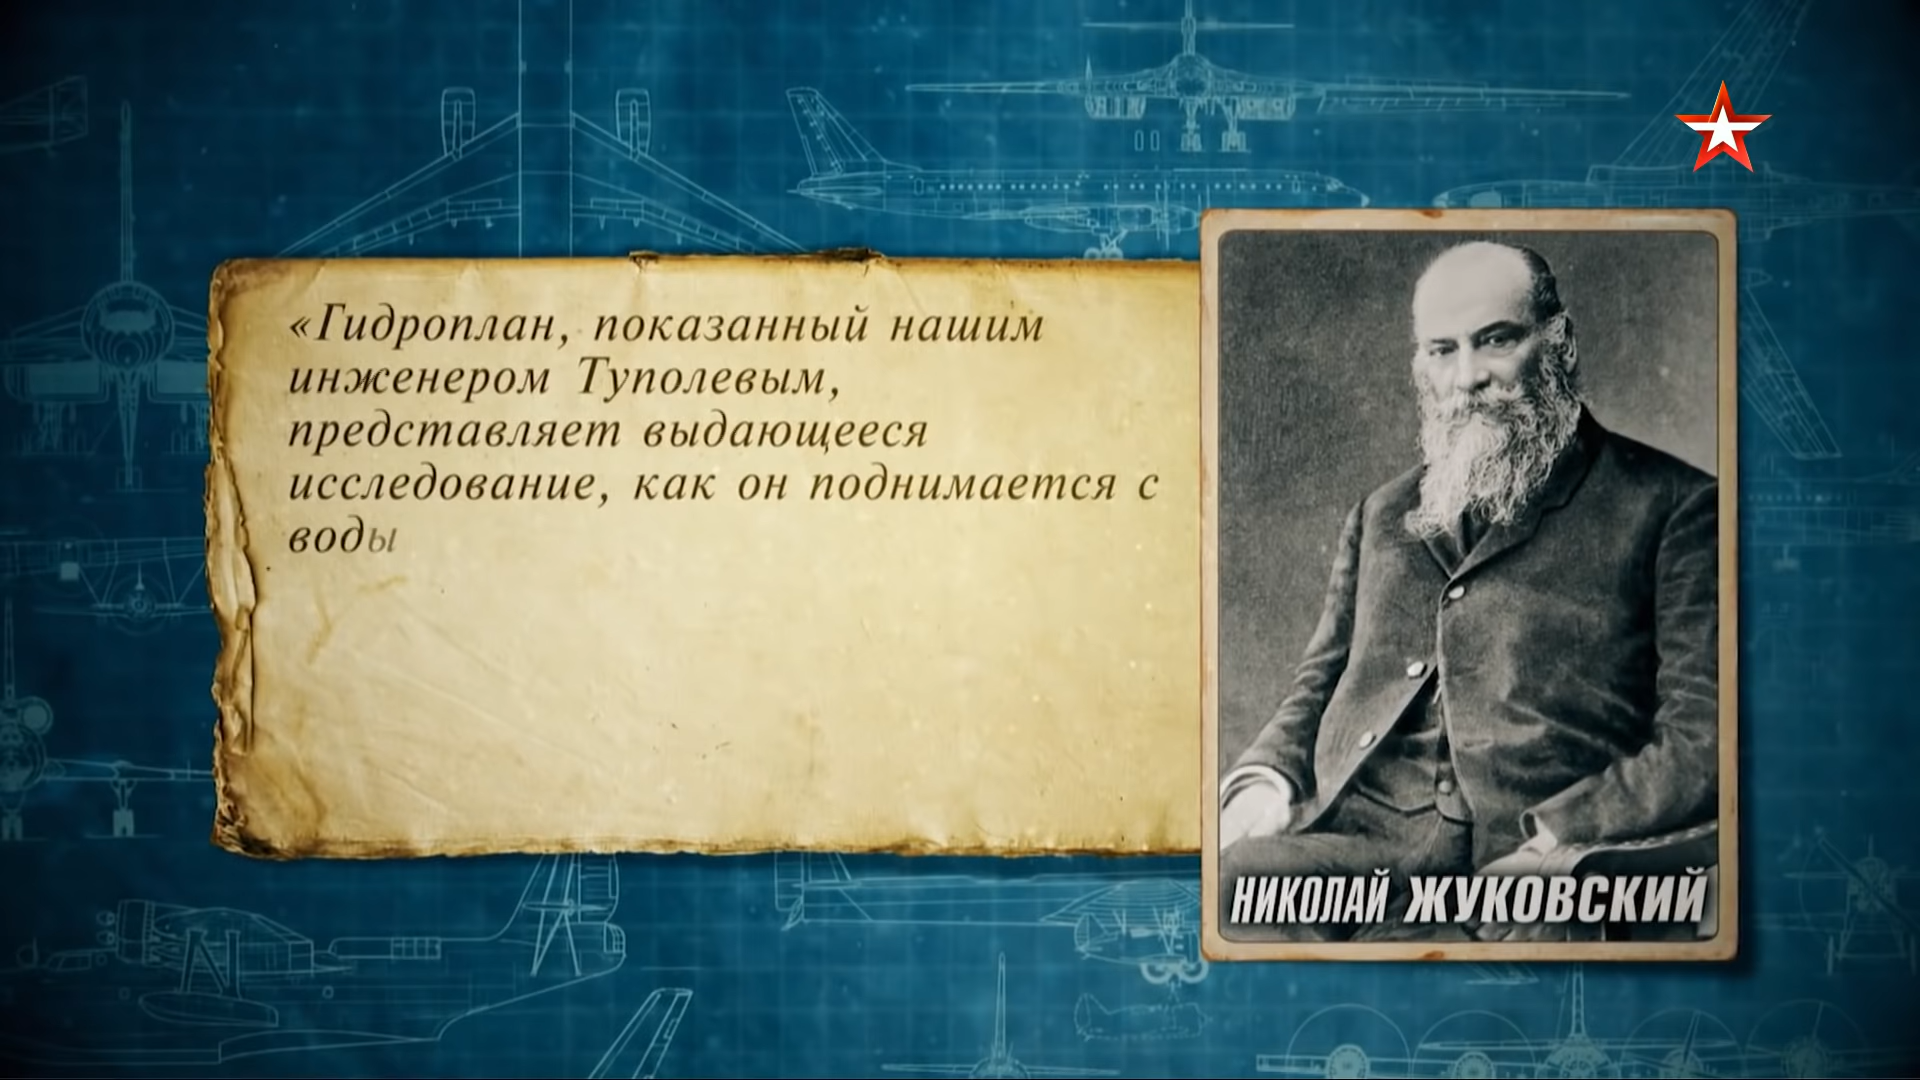 «Гидроплан, показанный нашим
инженером Туполевым,
представляет выдающееся
исследование, как он поднимается с
воды
НИКОЛАЙ ЖУКОВСКИЙ